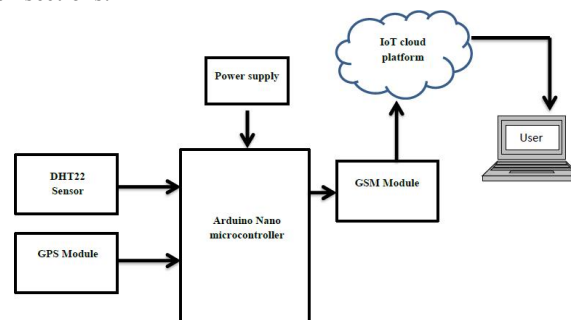 IoT cloud
platform
Power supply
User
DHT22
Sensor
GSM Module
Arduino Nano
microcontroller
GPS Module